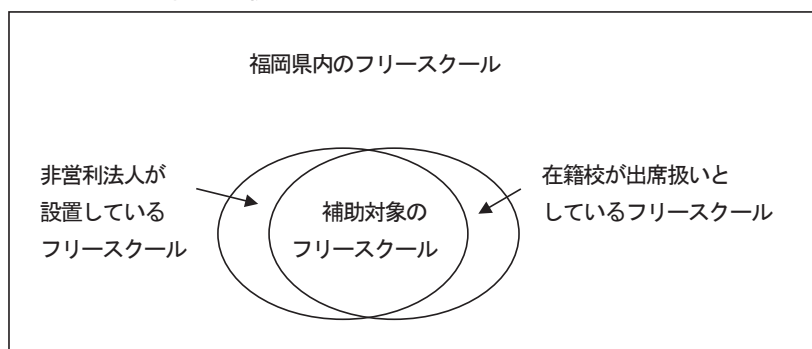 福岡県内のフリースクール
非営利法人が
設置している
フリースクール
補助対象の
フリースクール
在籍校が出席扱いと
しているフリースクール